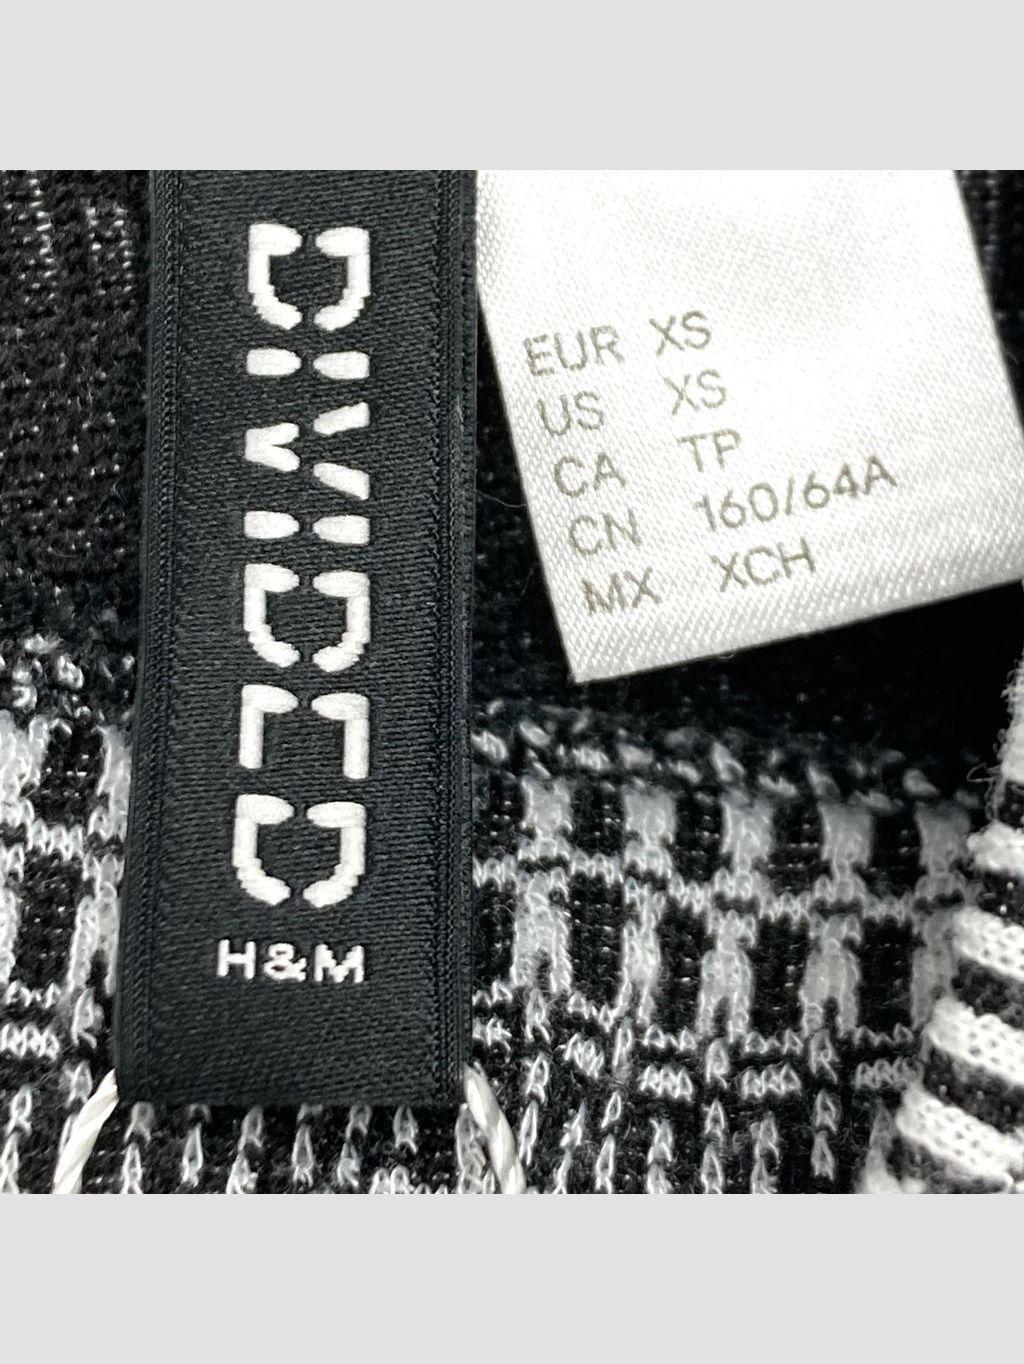 DIVIDED
H&M
EUR XS
US XS
CA TP
CN 160/64A
MX XCH